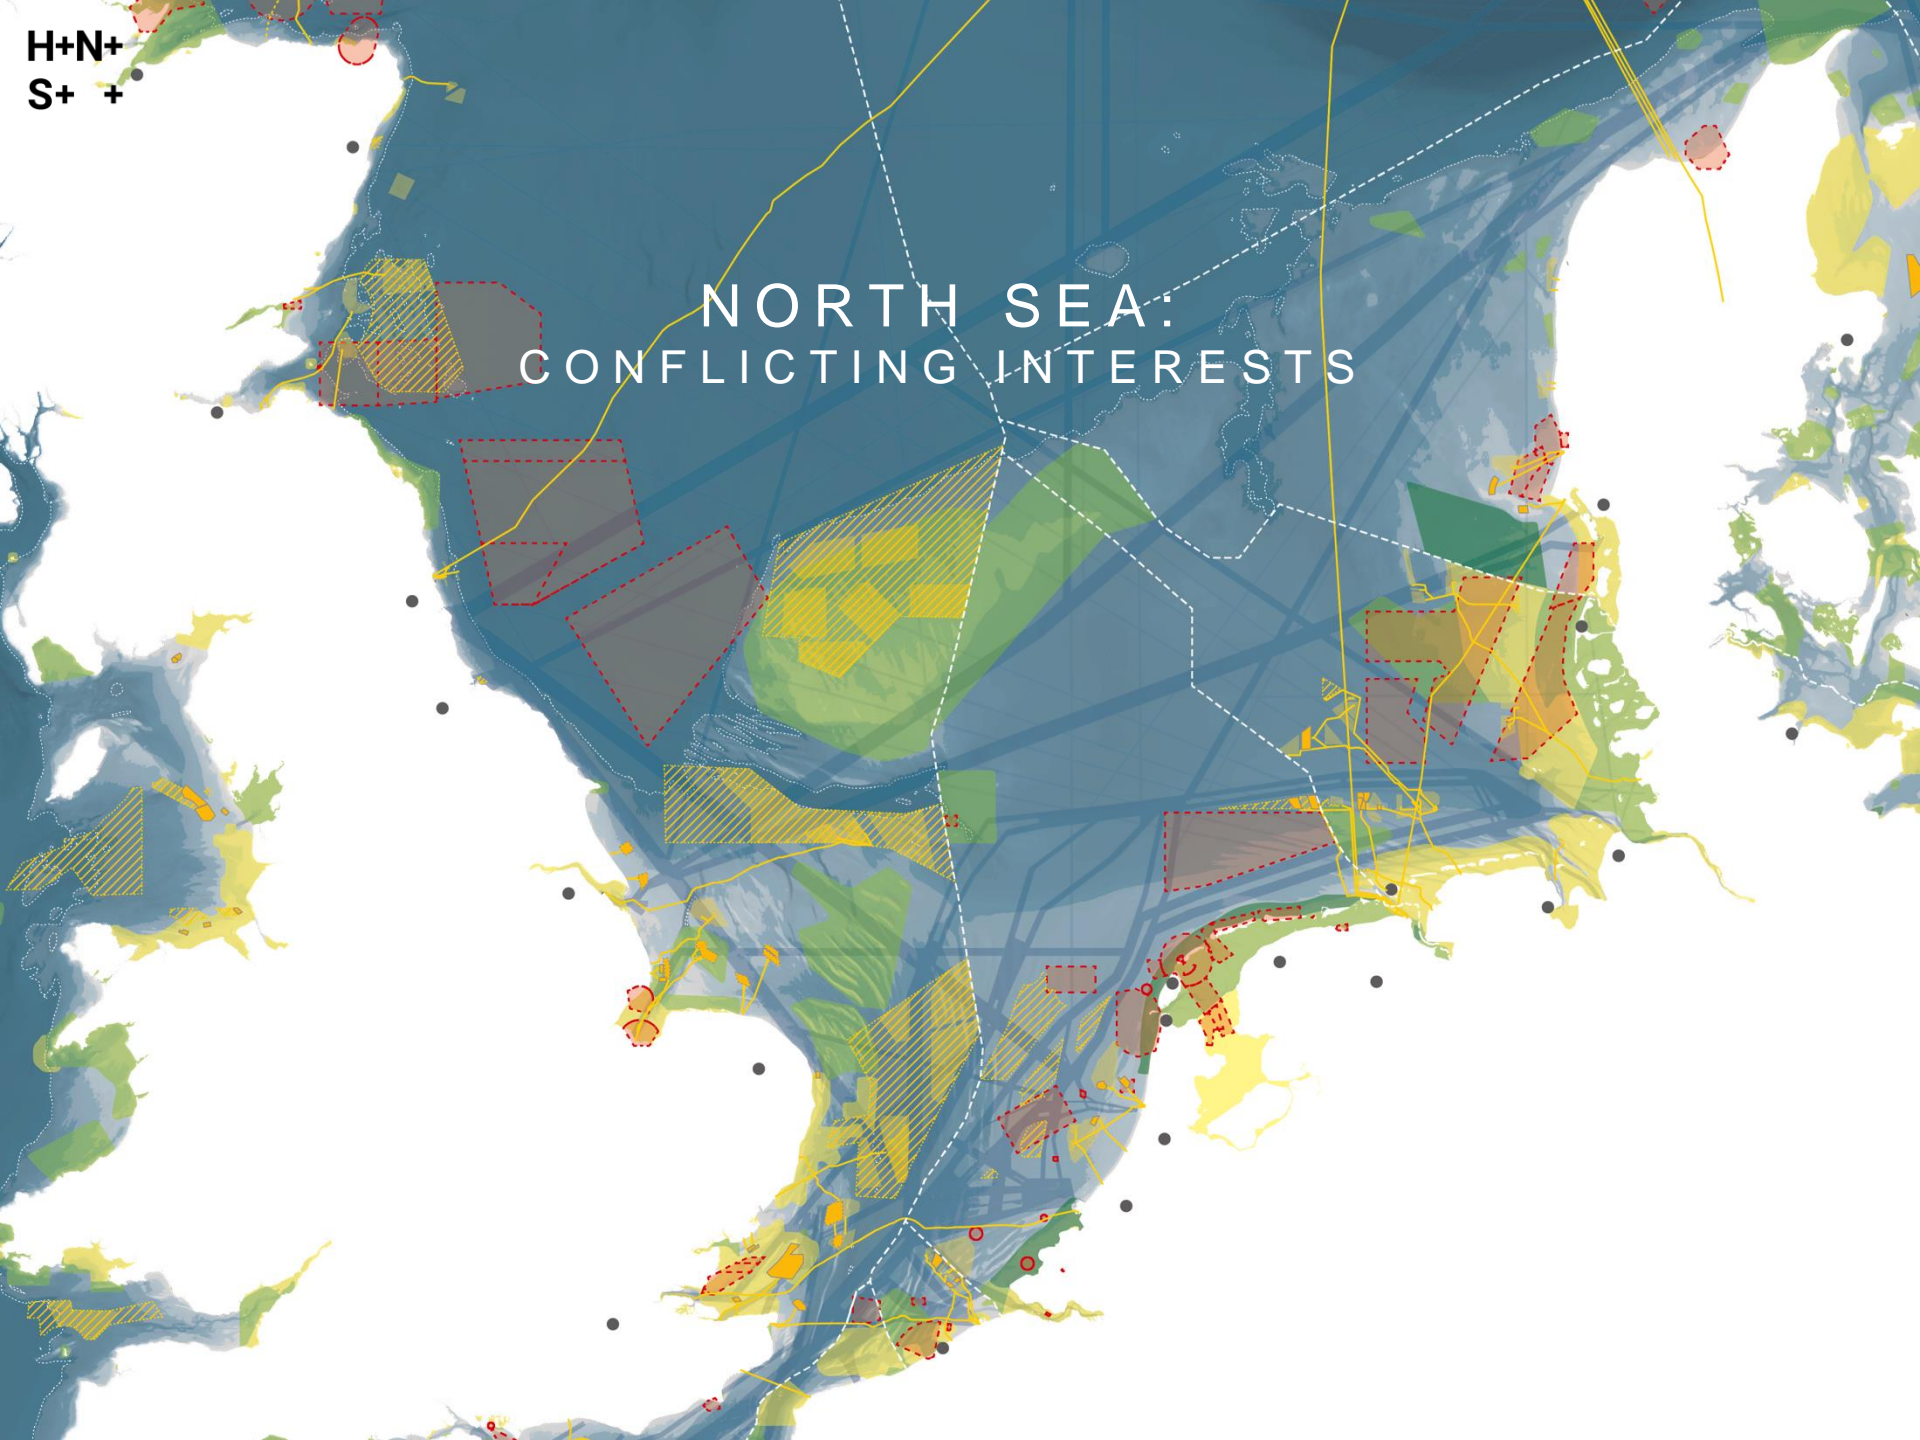 H+N+
S+ +
NORTH SEA:
CONFLICTING INTERESTS